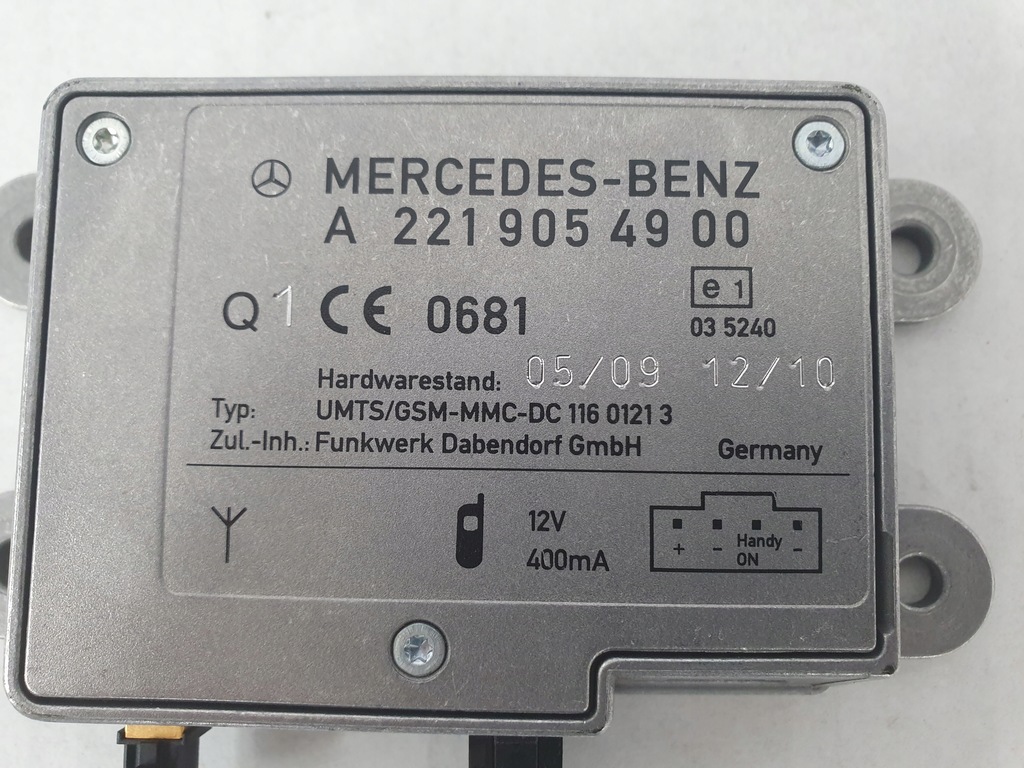 MERCEDES-BENZ
A 221 905 49 00
Q 1 CE 0681 e 1
03 5240
Hardwarestand: 05/09 12/10
Typ: UMTS/GSM-MMC-DC 116 0121 3
Zul.-Inh.: Funkwerk Dabendorf GmbH Germany
12V
400mA
+ - Handy -
ON